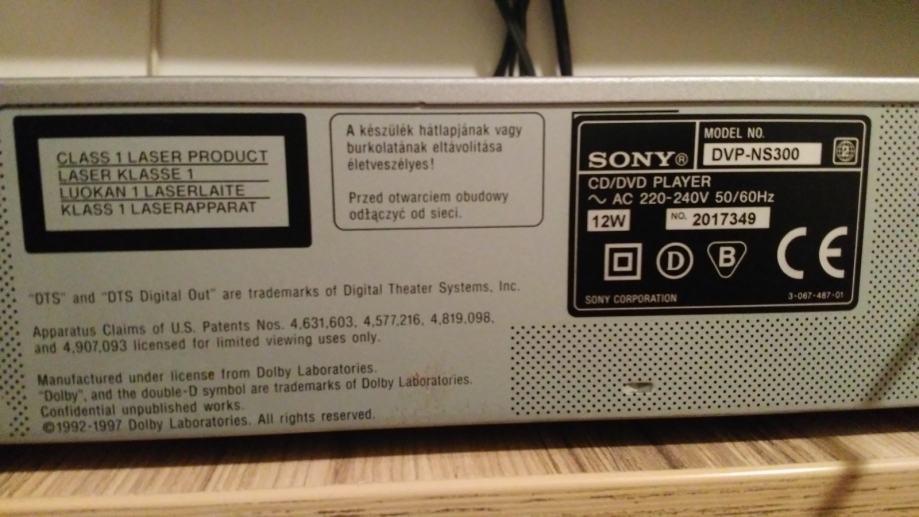 CLASS 1 LASER PRODUCT
LASER KLASSE 1
LUOKAN 1 LASERLAITE
KLASS 1 LASERAPPARAT
A készülék hátlapjának vagy
burkolatának eltávolítása
életveszélyes!
Przed otwarciem obudowy
odłączyć od sieci.
"DTS" and "DTS Digital Out" are trademarks of Digital Theater Systems, Inc.
Apparatus Claims of U.S. Patents Nos. 4,631,603, 4,577,216, 4,819,098,
and 4,907,093 licensed for limited viewing uses only.
Manufactured under license from Dolby Laboratories.
"Dolby", and the double-D symbol are trademarks of Dolby Laboratories.
Confidential unpublished works.
©1992-1997 Dolby Laboratories. All rights reserved.
SONY®
MODEL NO.
DVP-NS300
2
CD/DVD PLAYER
~ AC 220-240V 50/60Hz
12W
NO. 2017349
D
B
CE
SONY CORPORATION
3-067-487-01